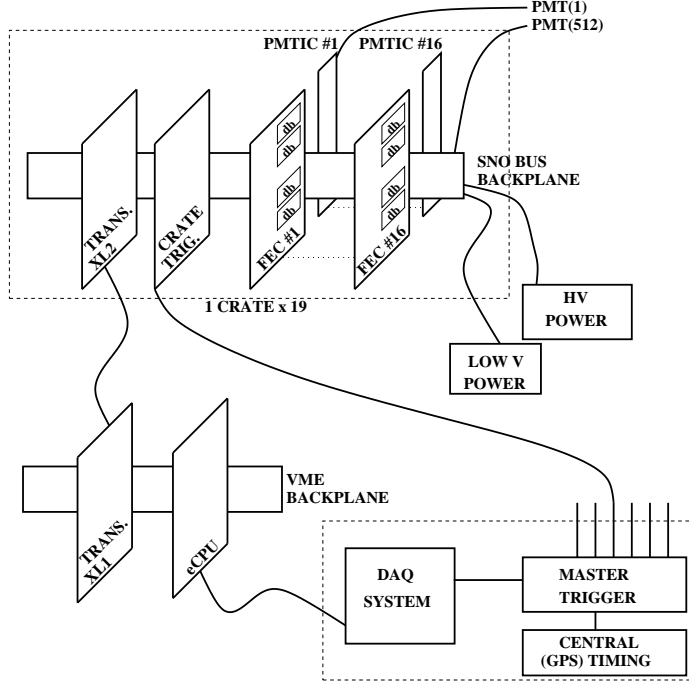 PMT(1)
PMT(512)
PMTIC #1
PMTIC #16
db
db
db
db
db
db
db
db
SNO BUS
BACKPLANE
TRANS.
XL2
CRATE
TRIG.
FEC #1
FEC #16
1 CRATE x 19
HV
POWER
LOW V
POWER
VME
BACKPLANE
TRANS.
XL1
eCPU
DAQ
SYSTEM
MASTER
TRIGGER
CENTRAL
(GPS) TIMING